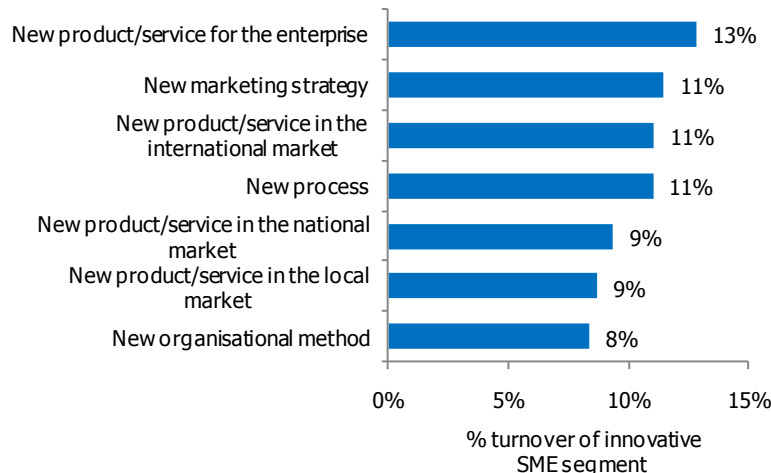 New product/service for the enterprise
13%
New marketing strategy
11%
New product/service in the
international market
11%
New process
11%
New product/service in the national
market
9%
New product/service in the local
market
9%
New organisational method
8%
0%
5%
10%
15%
% turnover of innovative
SME segment